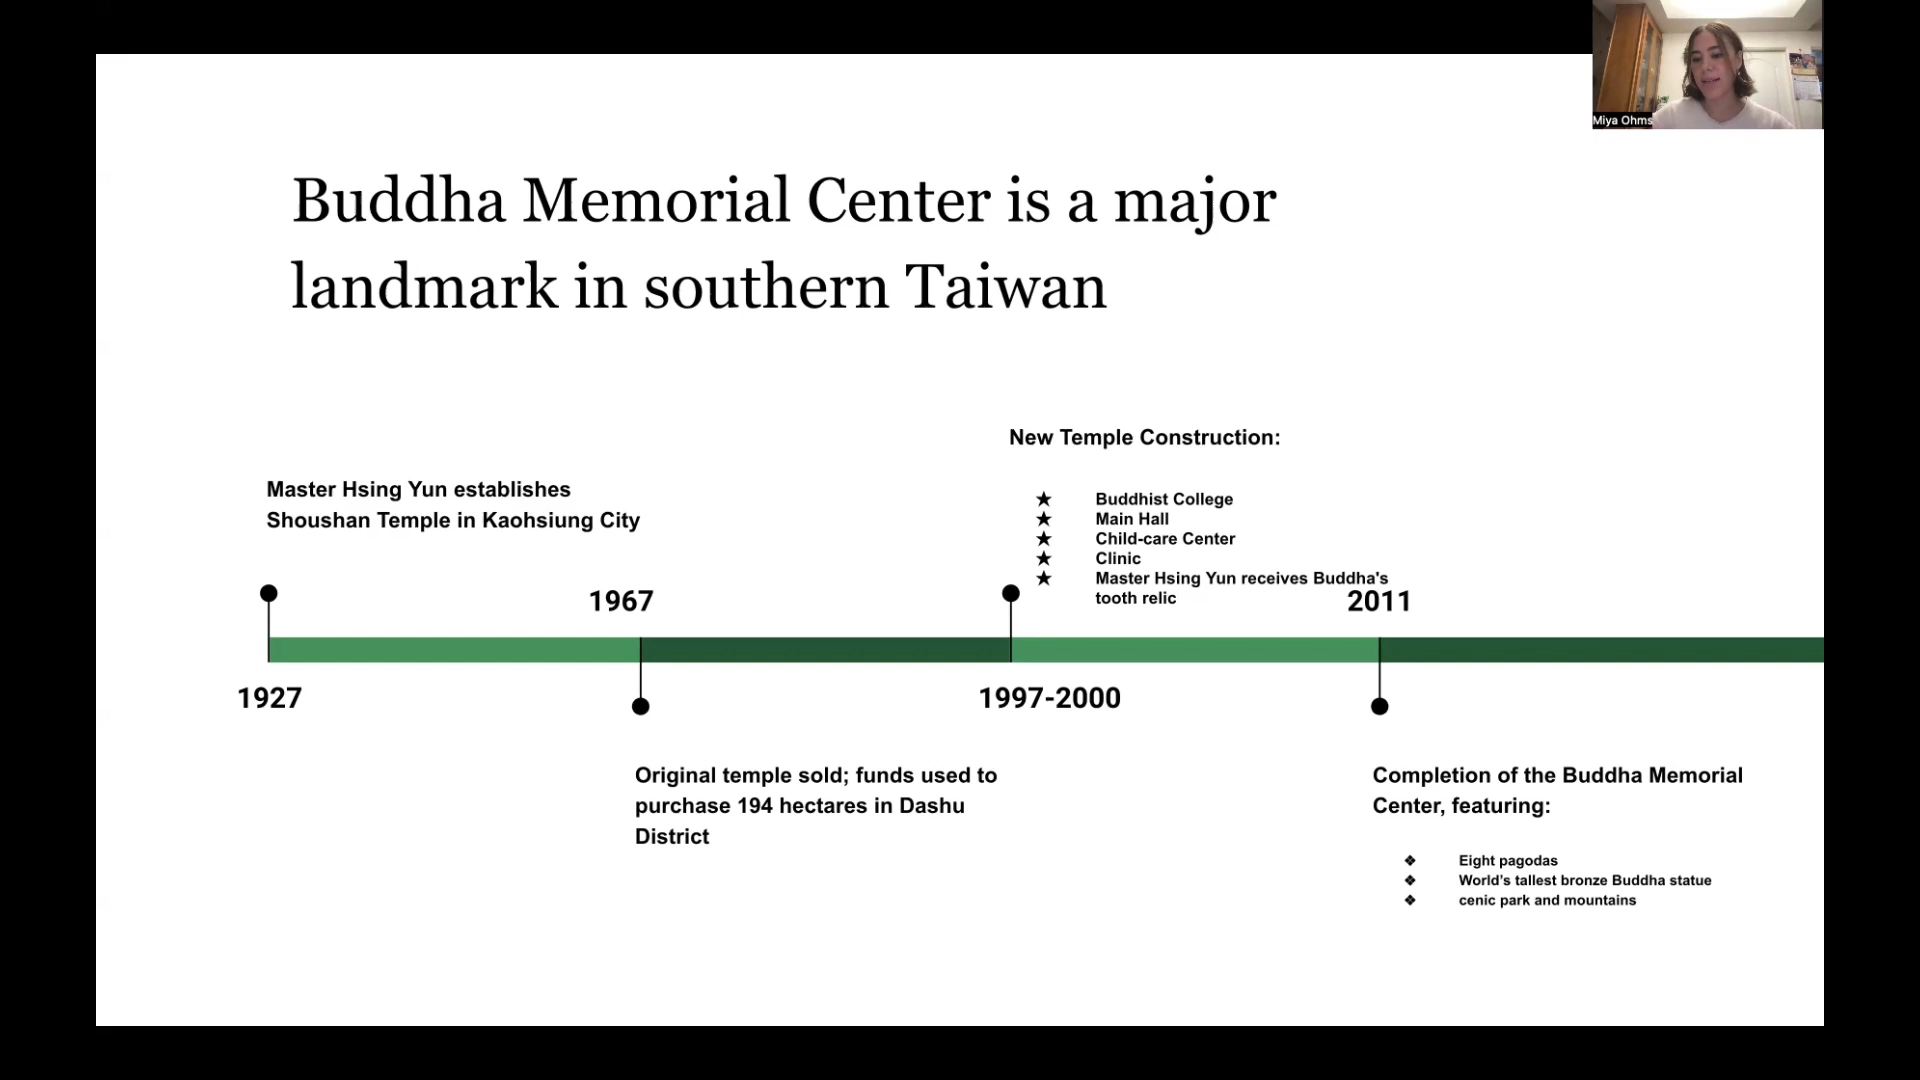 Miya Ohms
Buddha Memorial Center is a major
landmark in southern Taiwan
New Temple Construction:
Master Hsing Yun establishes
Shoushan Temple in Kaohsiung City
★ Buddhist College
★ Main Hall
★ Child-care Center
★ Clinic
★ Master Hsing Yun receives Buddha's
tooth relic
1967
2011
1927
1997-2000
Original temple sold; funds used to
purchase 194 hectares in Dashu
District
Completion of the Buddha Memorial
Center, featuring:
❖ Eight pagodas
❖ World's tallest bronze Buddha statue
❖ cenic park and mountains